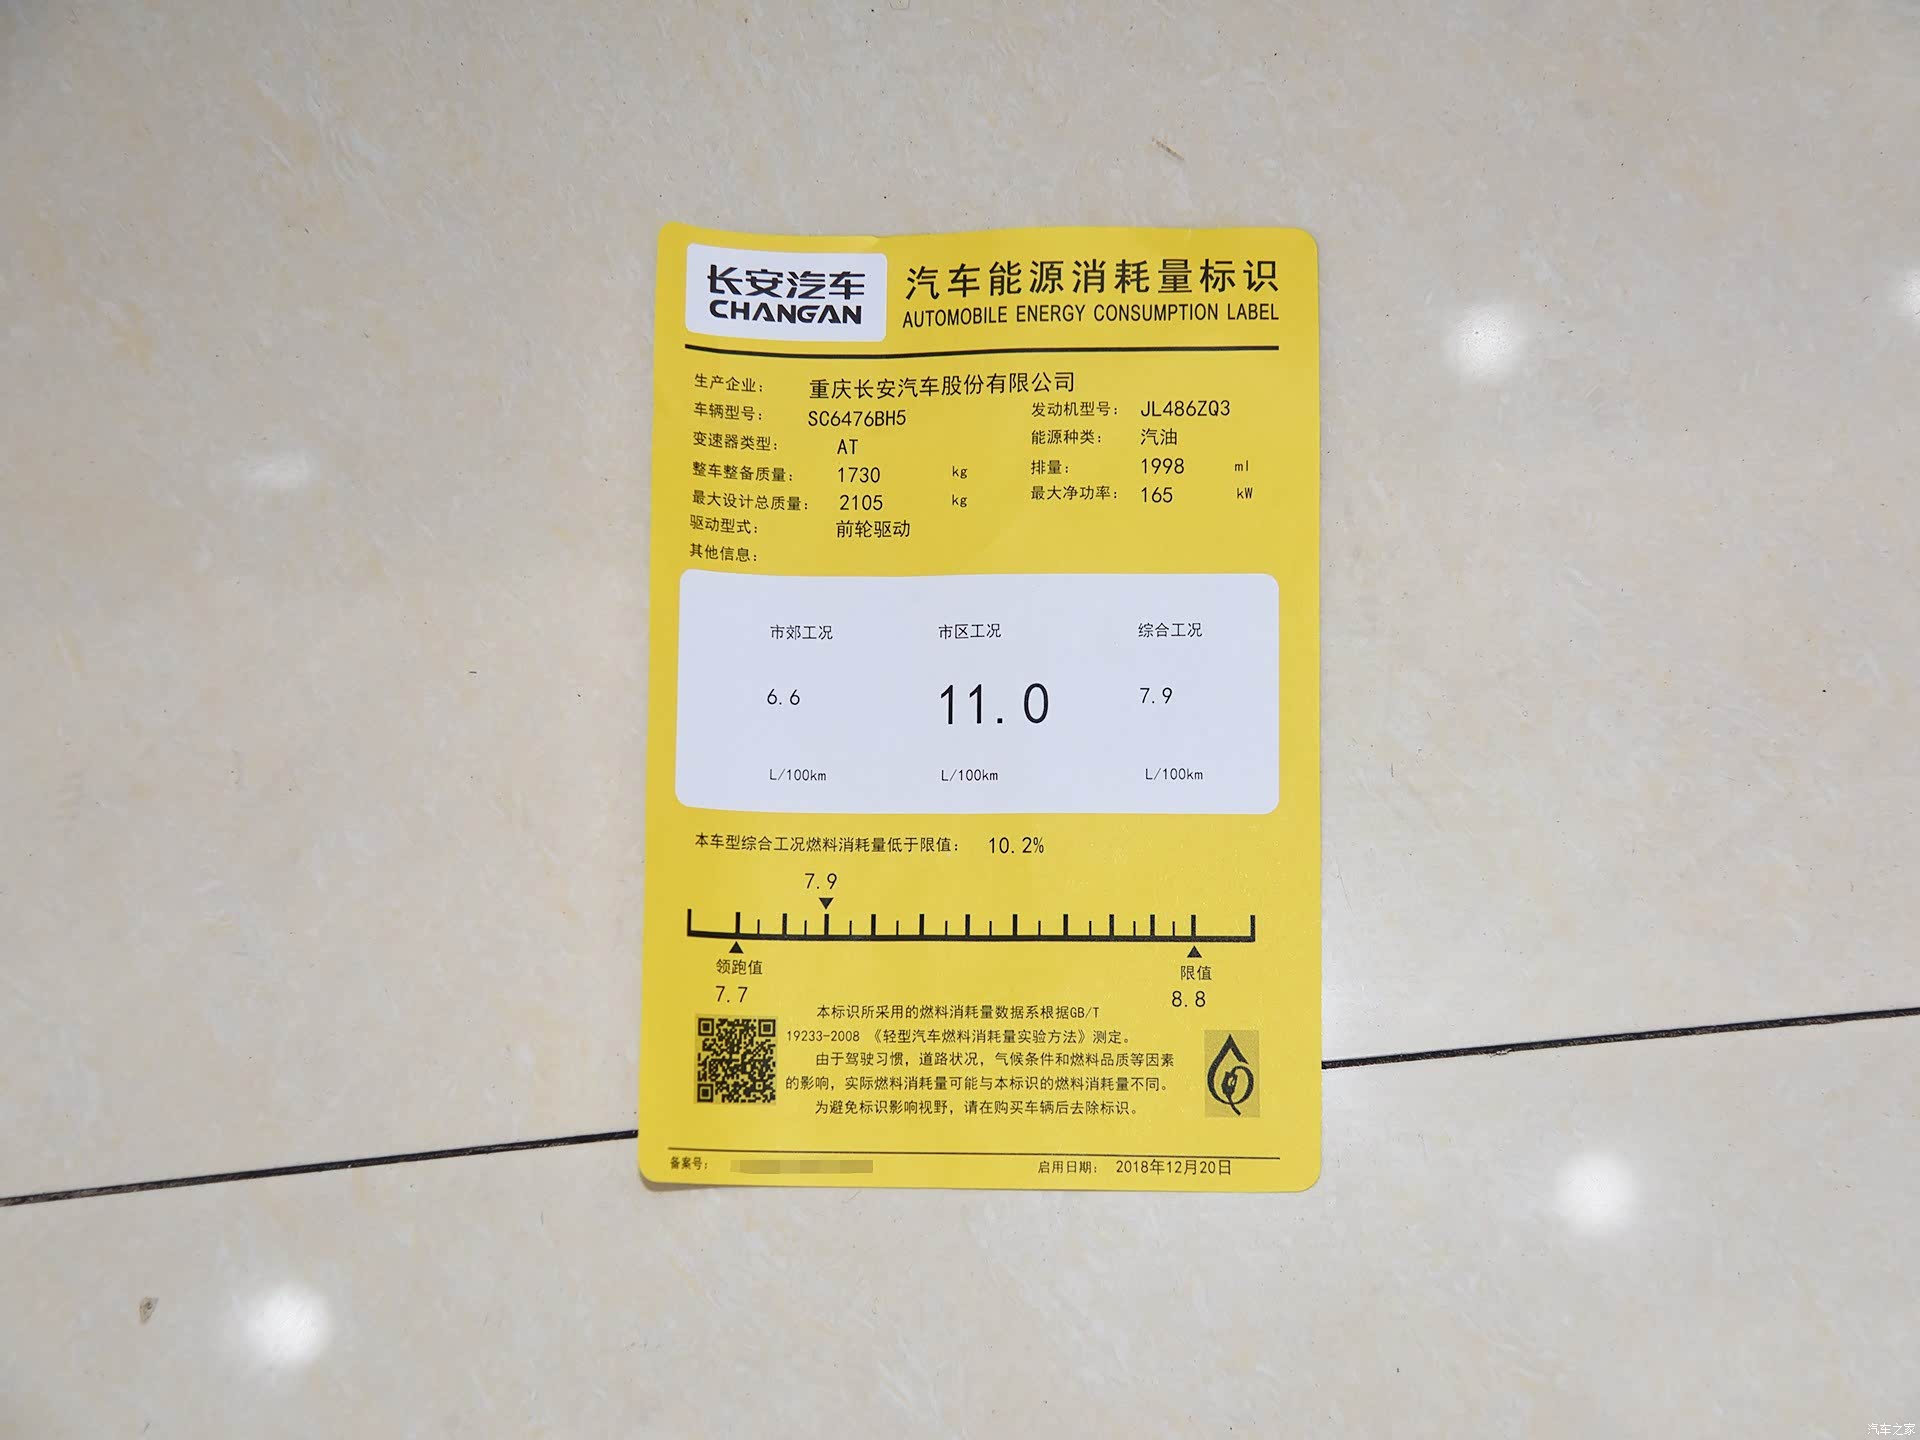 长安汽车
CHANGAN
汽车能源消耗量标识
AUTOMOBILE ENERGY CONSUMPTION LABEL
生产企业: 重庆长安汽车股份有限公司
车辆型号: SC6476BH5 发动机型号: JL486ZQ3
变速器类型: AT 能源种类: 汽油
整车整备质量: 1730 kg 排量: 1998 ml
最大设计总质量: 2105 kg 最大净功率: 165 kW
驱动型式: 前轮驱动
其他信息:
市郊工况 市区工况 综合工况
6.6 11.0 7.9
L/100km L/100km L/100km
本车型综合工况燃料消耗量低于限值: 10.2%
7.9
领跑值 限值
7.7 8.8
本标识所采用的燃料消耗量数据系根据GB/T
19233-2008 《轻型汽车燃料消耗量实验方法》测定。
由于驾驶习惯，道路状况，气候条件和燃料品质等因素
的影响，实际燃料消耗量可能与本标识的燃料消耗量不同。
为避免标识影响视野，请在购买车辆后去除标识。
备案号: 启用日期: 2018年12月20日
汽车之家